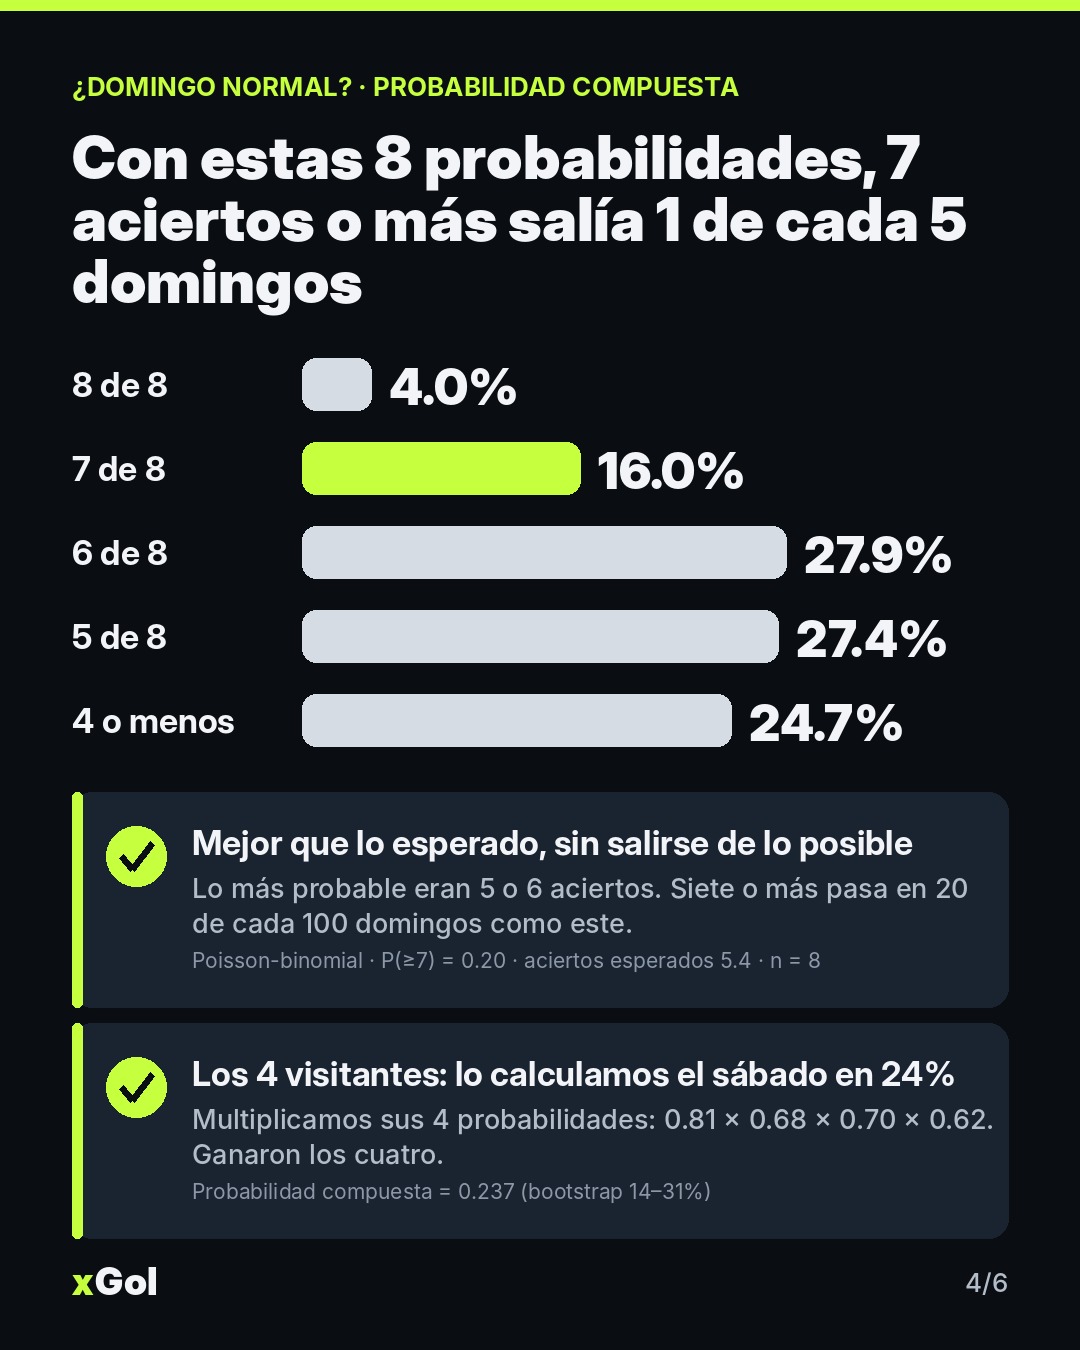 ¿DOMINGO NORMAL? · PROBABILIDAD COMPUESTA
Con estas 8 probabilidades, 7
aciertos o más salía 1 de cada 5
domingos
8 de 8 4.0%
7 de 8 16.0%
6 de 8 27.9%
5 de 8 27.4%
4 o menos 24.7%
Mejor que lo esperado, sin salirse de lo posible
Lo más probable eran 5 o 6 aciertos. Siete o más pasa en 20
de cada 100 domingos como este.
Poisson-binomial · P(≥7) = 0.20 · aciertos esperados 5.4 · n = 8
Los 4 visitantes: lo calculamos el sábado en 24%
Multiplicamos sus 4 probabilidades: 0.81 × 0.68 × 0.70 × 0.62.
Ganaron los cuatro.
Probabilidad compuesta = 0.237 (bootstrap 14–31%)
xGol 4/6